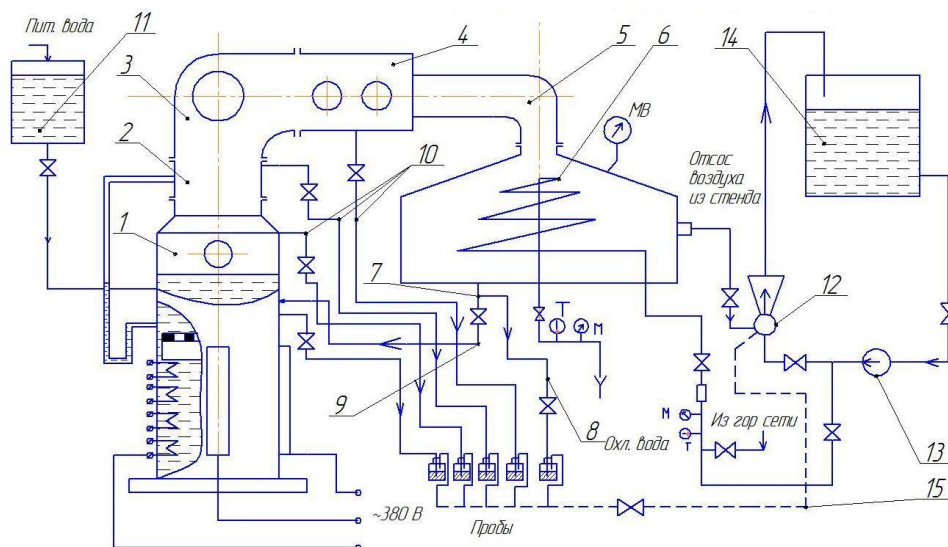 Пит. вода
11
3
4
5
6
14
МВ
2
Отсос
воздуха
из стенда
10
1
7
12
Т
М
9
8
Охл. вода
М
Т
Из гор сети
13
15
~380 В
Пробы